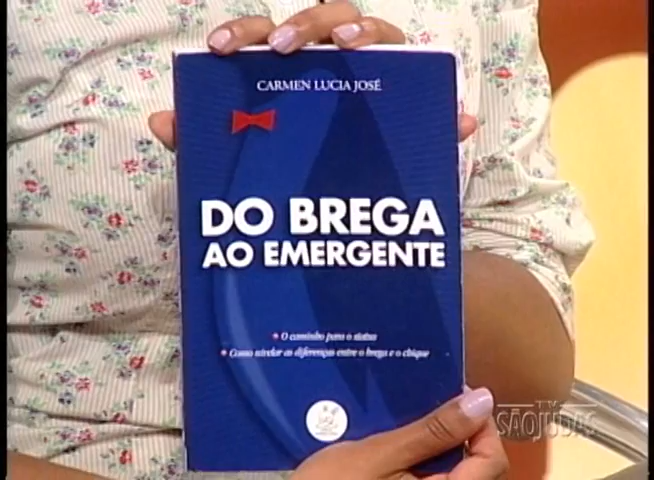 CARMEN LUCIA JOSÉ
DO BREGA
AO EMERGENTE
O caminho para o status
Como nivelar as diferenças entre o brega e o chique
TV
SÃO JUDAS